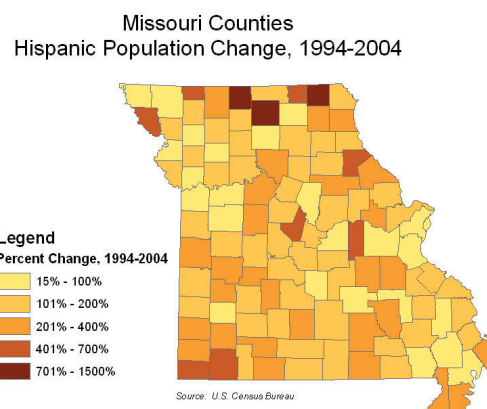 Missouri Counties
Hispanic Population Change, 1994-2004
Legend
Percent Change, 1994-2004
15% - 100%
101% - 200%
201% - 400%
401% - 700%
701% - 1500%
Source: U.S. Census Bureau